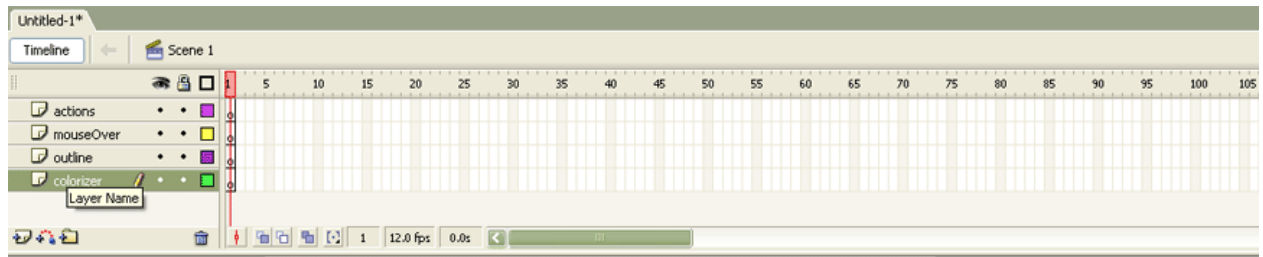 Untitled-1*
Timeline Scene 1
1 5 10 15 20 25 30 35 40 45 50 55 60 65 70 75 80 85 90 95 100 105
actions
mouseOver
outline
colorizer
Layer Name
1 12.0 fps 0.0s